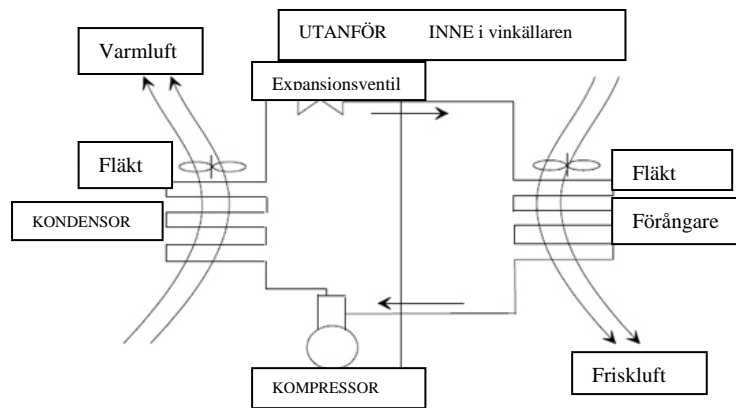 UTANFÖR INNE i vinkällaren
Varmluft
Expansionsventil
Fläkt
Fläkt
KONDENSOR
Förångare
Friskluft
KOMPRESSOR